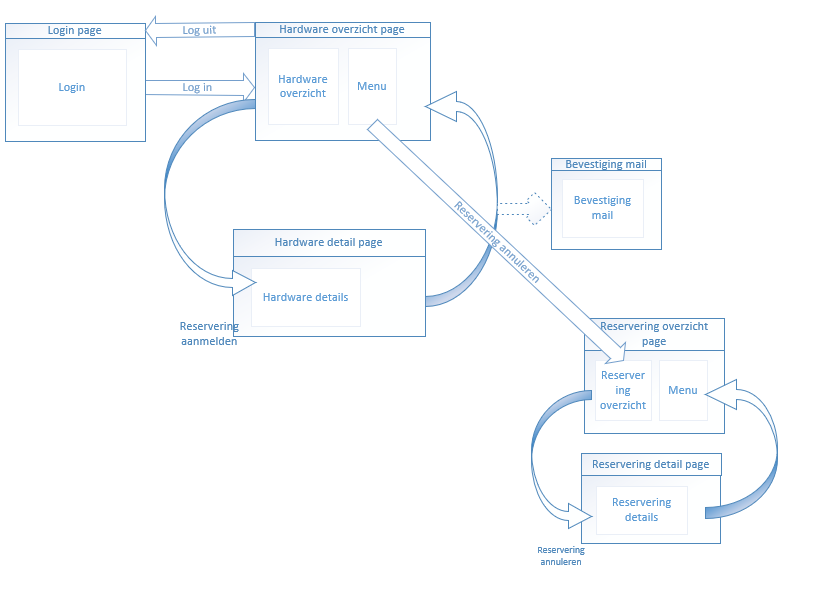 Login page
Log uit
Hardware overzicht page
Login
Log in
Hardware
overzicht
Menu
Bevestiging mail
Bevestiging
mail
Reservering annuleren
Hardware detail page
Hardware details
Reservering
aanmelden
Reservering overzicht
page
Reserver
ing
overzicht
Menu
Reservering detail page
Reservering
details
Reservering
annuleren